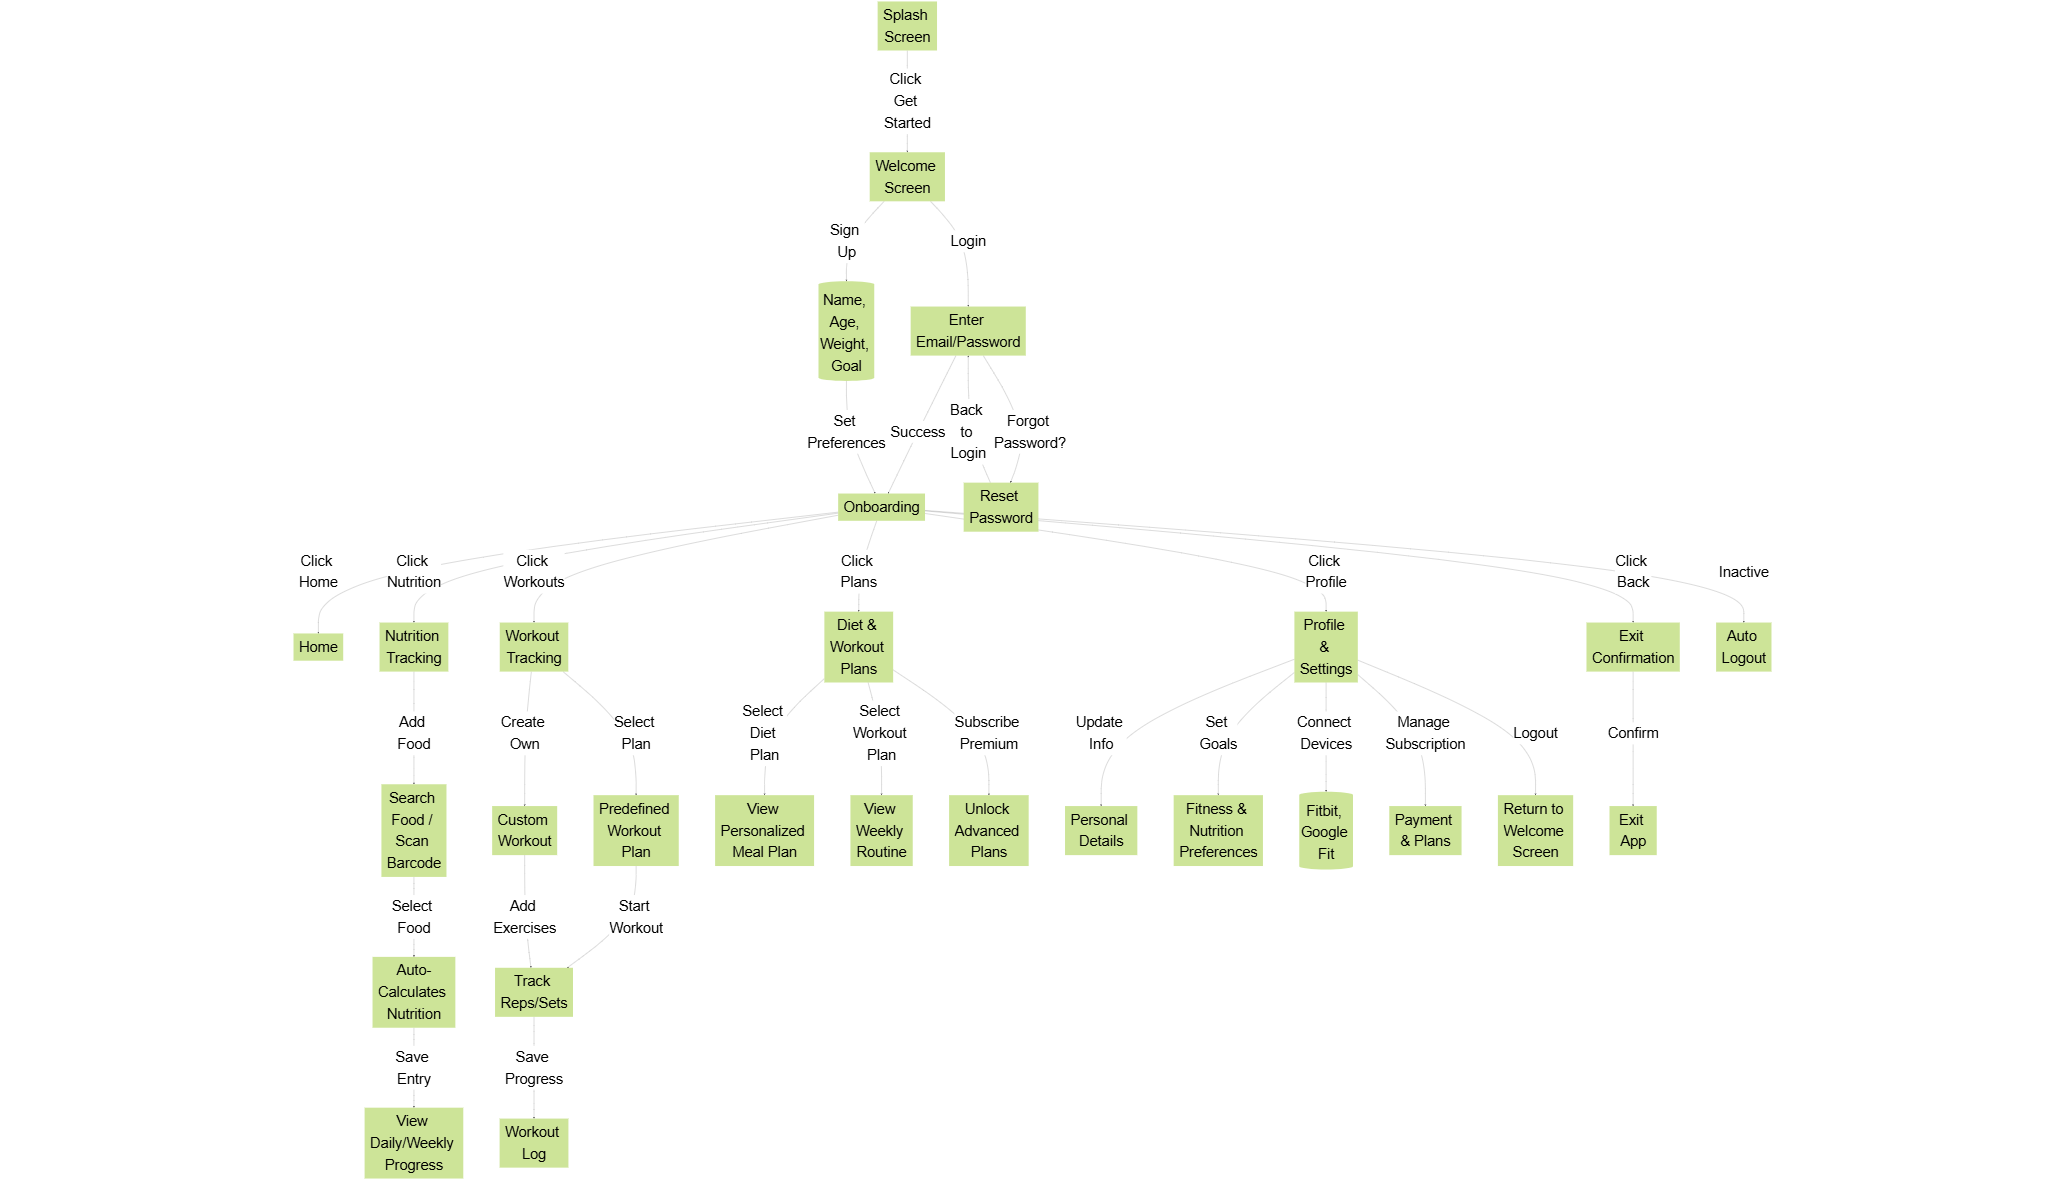 Splash
Screen
Click
Get
Started
Welcome
Screen
Sign
Up
Login
Name,
Age,
Weight,
Goal
Enter
Email/Password
Set
Preferences
Success
Back
to
Login
Forgot
Password?
Onboarding
Reset
Password
Click
Home
Click
Nutrition
Click
Workouts
Click
Plans
Click
Profile
Click
Back
Inactive
Home
Nutrition
Tracking
Workout
Tracking
Diet &
Workout
Plans
Profile
&
Settings
Exit
Confirmation
Auto
Logout
Add
Food
Create
Own
Select
Plan
Select
Diet
Plan
Select
Workout
Plan
Subscribe
Premium
Update
Info
Set
Goals
Connect
Devices
Manage
Subscription
Logout
Confirm
Search
Food /
Scan
Barcode
Custom
Workout
Predefined
Workout
Plan
View
Personalized
Meal Plan
View
Weekly
Routine
Unlock
Advanced
Plans
Personal
Details
Fitness &
Nutrition
Preferences
Fitbit,
Google
Fit
Payment
& Plans
Return to
Welcome
Screen
Exit
App
Select
Food
Add
Exercises
Start
Workout
Auto-
Calculates
Nutrition
Track
Reps/Sets
Save
Entry
Save
Progress
View
Daily/Weekly
Progress
Workout
Log